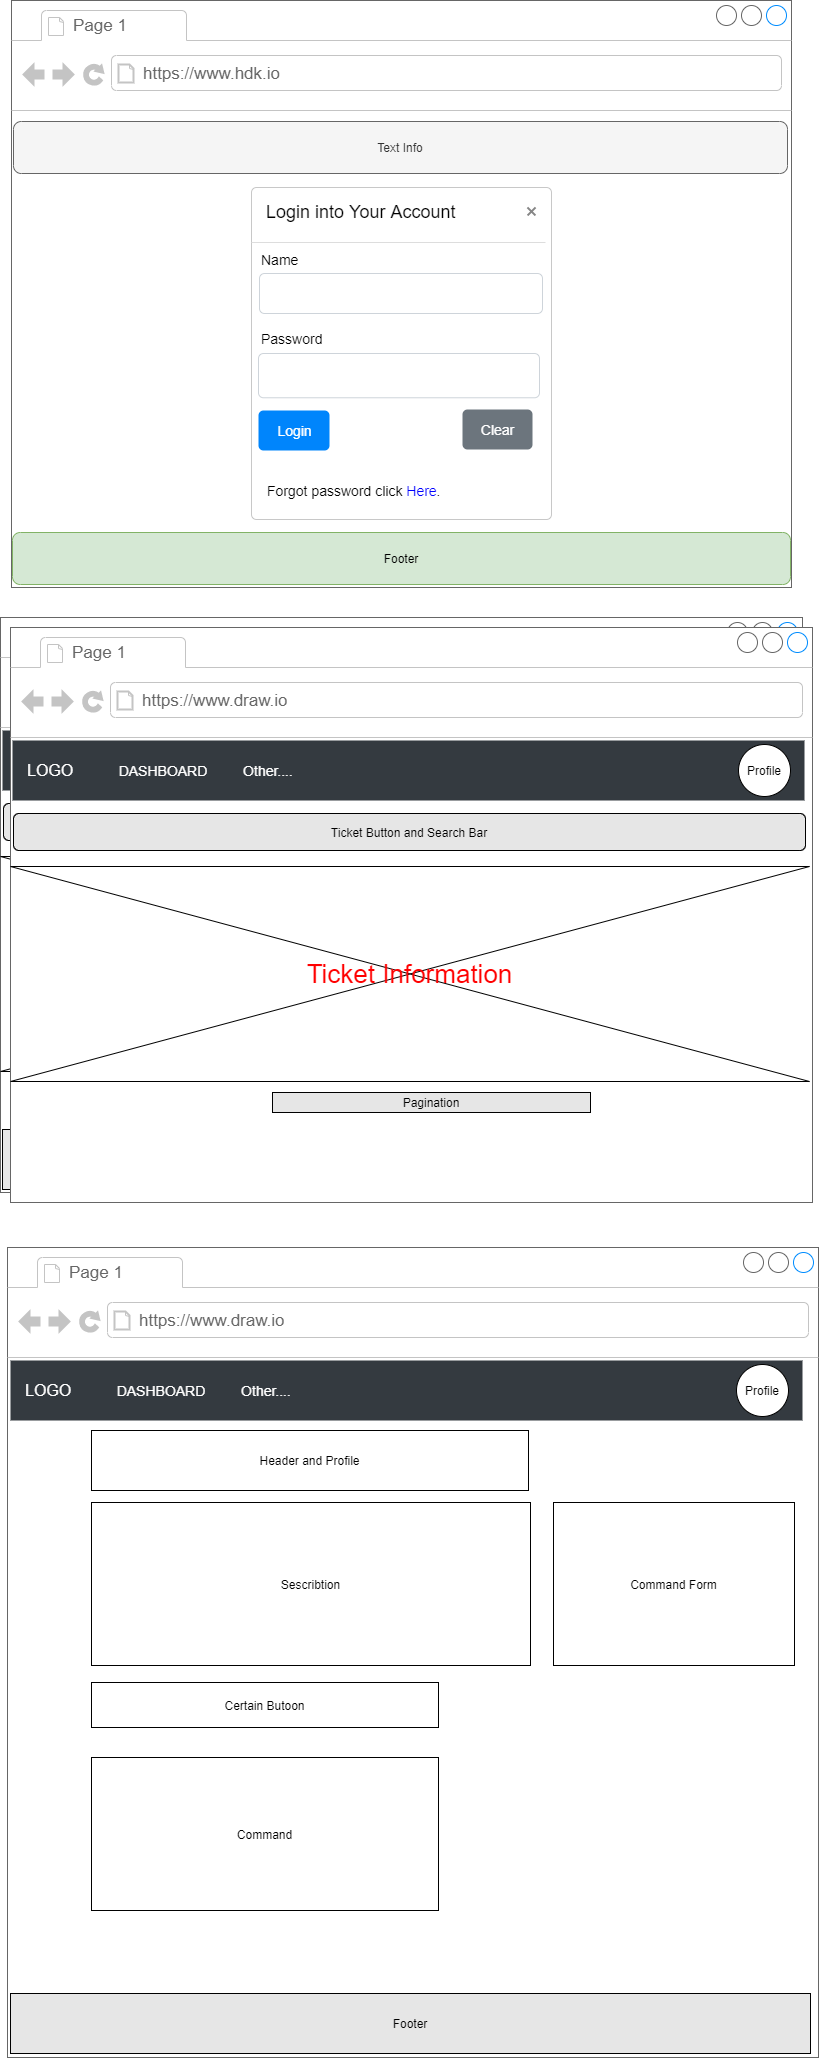 Page 1
https://www.hdk.io
Text Info
Login into Your Account ×
Name
Password
Login Clear
Forgot password click Here.
Footer
Page 1
https://www.draw.io
LOGO DASHBOARD Other.... Profile
Ticket Button and Search Bar
Ticket Information
Pagination
Page 1
https://www.draw.io
LOGO DASHBOARD Other.... Profile
Header and Profile
Sescribtion Command Form
Certain Butoon
Command
Footer